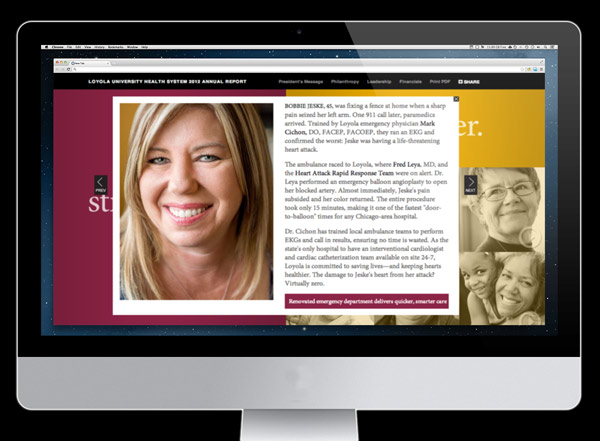 Chrome File Edit View History Bookmarks Window Help
LOYOLA UNIVERSITY HEALTH SYSTEM 2012 ANNUAL REPORT
President's Message Philanthropy Leadership Financials Print PDF SHARE
BOBBIE JESKE, 45, was fixing a fence at home when a sharp
pain seized her left arm. One 911 call later, paramedics
arrived. Trained by Loyola emergency physician Mark
Cichon, DO, FACEP, FACOEP, they ran an EKG and
confirmed the worst: Jeske was having a life-threatening
heart attack.
The ambulance raced to Loyola, where Fred Leya, MD, and
the Heart Attack Rapid Response Team were on alert. Dr.
Leya performed an emergency balloon angioplasty to open
her blocked artery. Almost immediately, Jeske's pain
subsided and her color returned. The entire procedure
took only 15 minutes, making it one of the fastest "door-
to-balloon" times for any Chicago-area hospital.
Dr. Cichon has trained local ambulance teams to perform
EKGs and call in results, ensuring no time is wasted. As the
state's only hospital to have an interventional cardiologist
and cardiac catheterization team available on site 24-7,
Loyola is committed to saving lives—and keeping hearts
healthier. The damage to Jeske's heart from her attack?
Virtually zero.
Renovated emergency department delivers quicker, smarter care
PREV
NEXT
st
er.